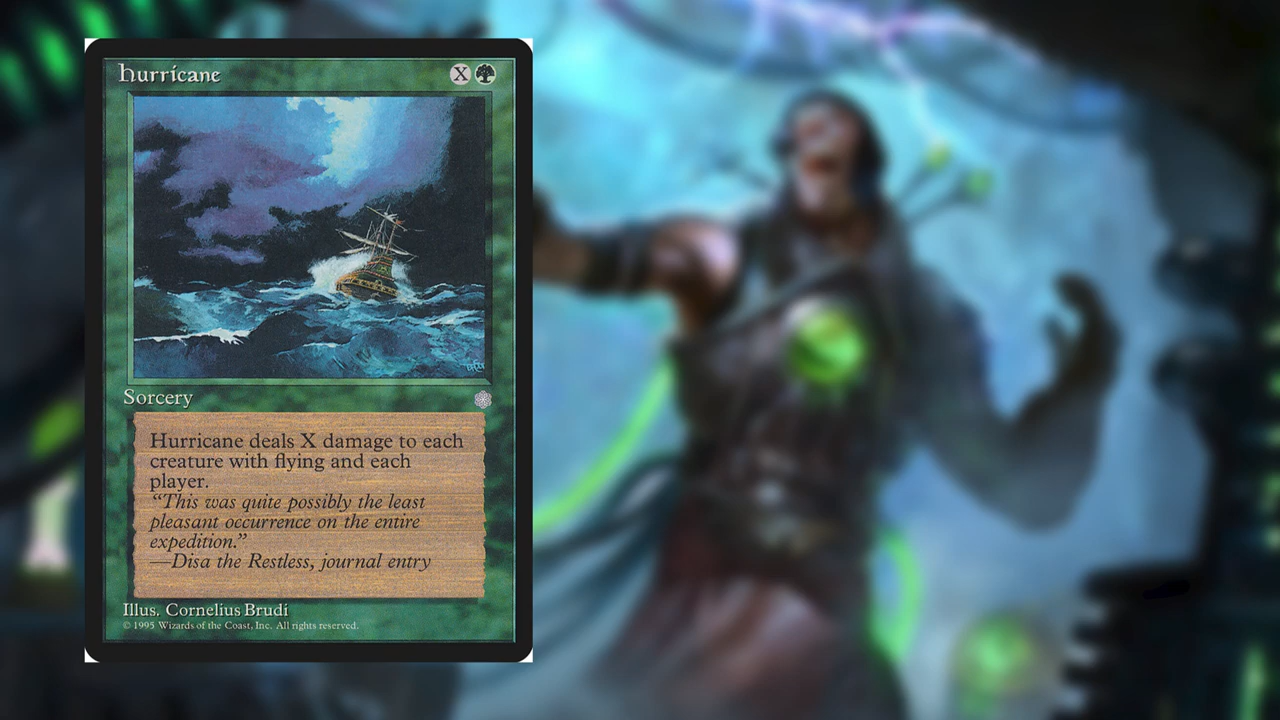 Hurricane X
Sorcery
Hurricane deals X damage to each
creature with flying and each
player.
“This was quite possibly the least
pleasant occurrence on the entire
expedition.”
—Disa the Restless, journal entry
Illus. Cornelius Brudi
© 1995 Wizards of the Coast, Inc. All rights reserved.